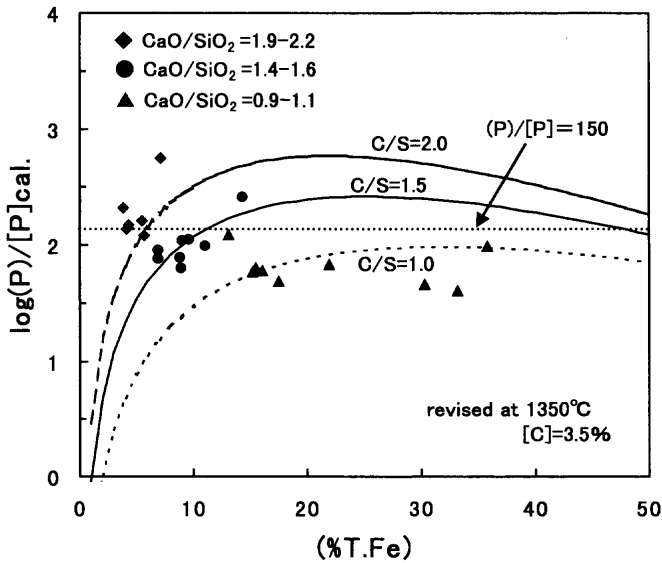 4
3
2
1
0
log(P)/[P]cal.
◆ CaO/SiO2=1.9-2.2
● CaO/SiO2=1.4-1.6
▲ CaO/SiO2=0.9-1.1
(P)/[P]=150
C/S=2.0
C/S=1.5
C/S=1.0
revised at 1350℃
[C]=3.5%
0 10 20 30 40 50
(%T.Fe)